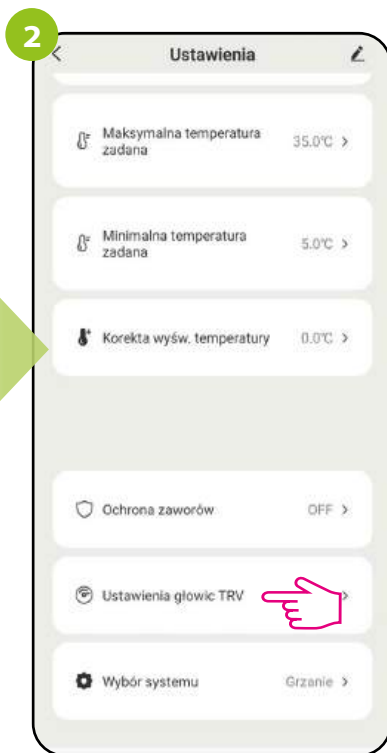 2
Ustawienia
Maksymalna temperatura
zadana
35.0°C
Minimalna temperatura
zadana
5.0°C
Korekta wyśw. temperatury
0.0°C
Ochrona zaworów
OFF
Ustawienia głowic TRV
Wybór systemu
Grzanie